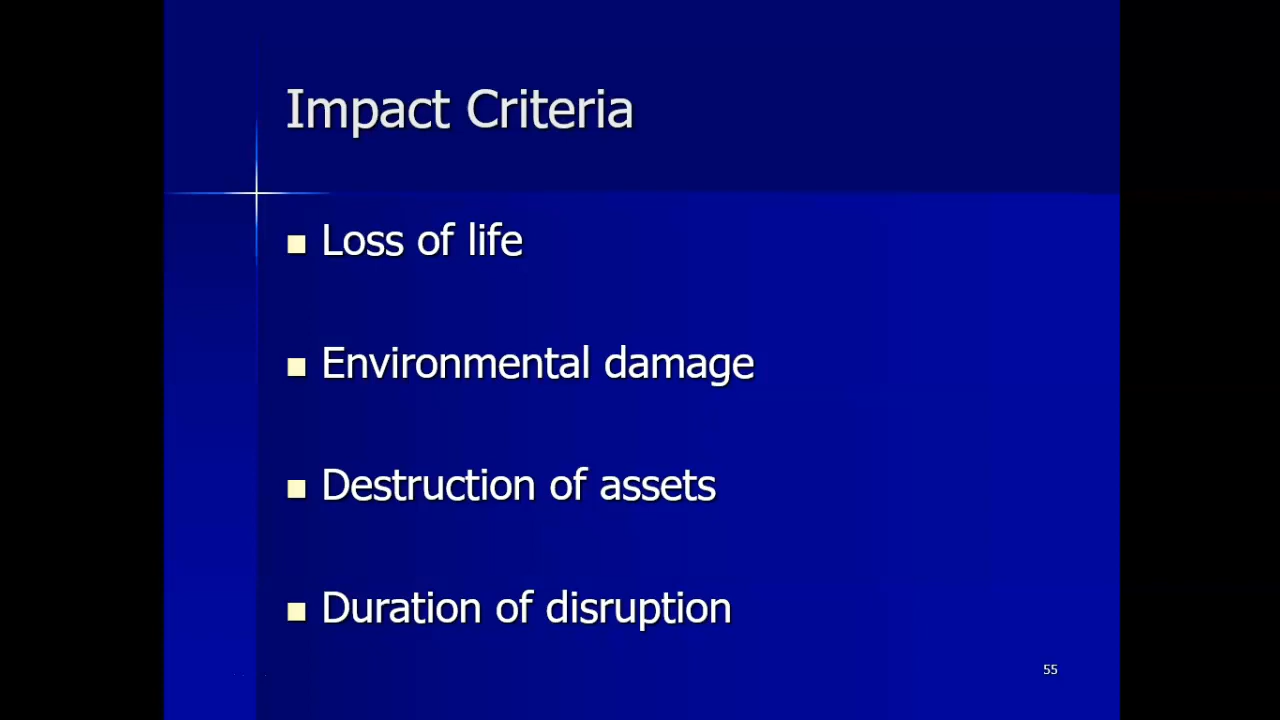 Impact Criteria
Loss of life
Environmental damage
Destruction of assets
Duration of disruption
55